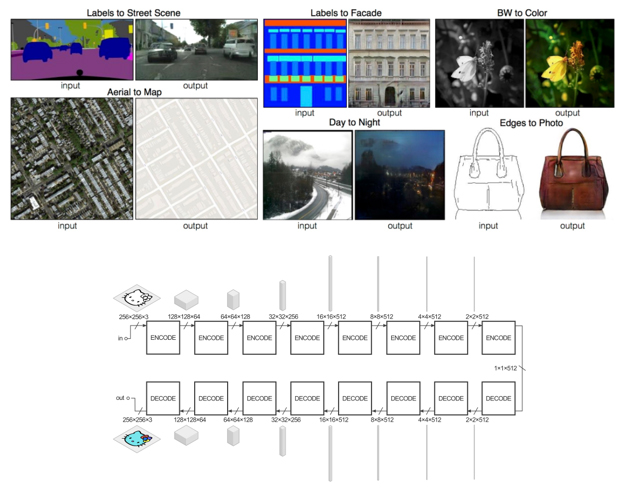 Labels to Street Scene
input
output
Aerial to Map
input
output
Labels to Facade
input
output
BW to Color
input
output
Day to Night
input
output
Edges to Photo
input
output
256×256×3
128×128×64
64×64×128
32×32×256
16×16×512
8×8×512
4×4×512
2×2×512
in
ENCODE
ENCODE
ENCODE
ENCODE
ENCODE
ENCODE
ENCODE
ENCODE
1×1×512
out
DECODE
DECODE
DECODE
DECODE
DECODE
DECODE
DECODE
DECODE
256×256×3
128×128×64
64×64×128
32×32×256
16×16×512
8×8×512
4×4×512
2×2×512